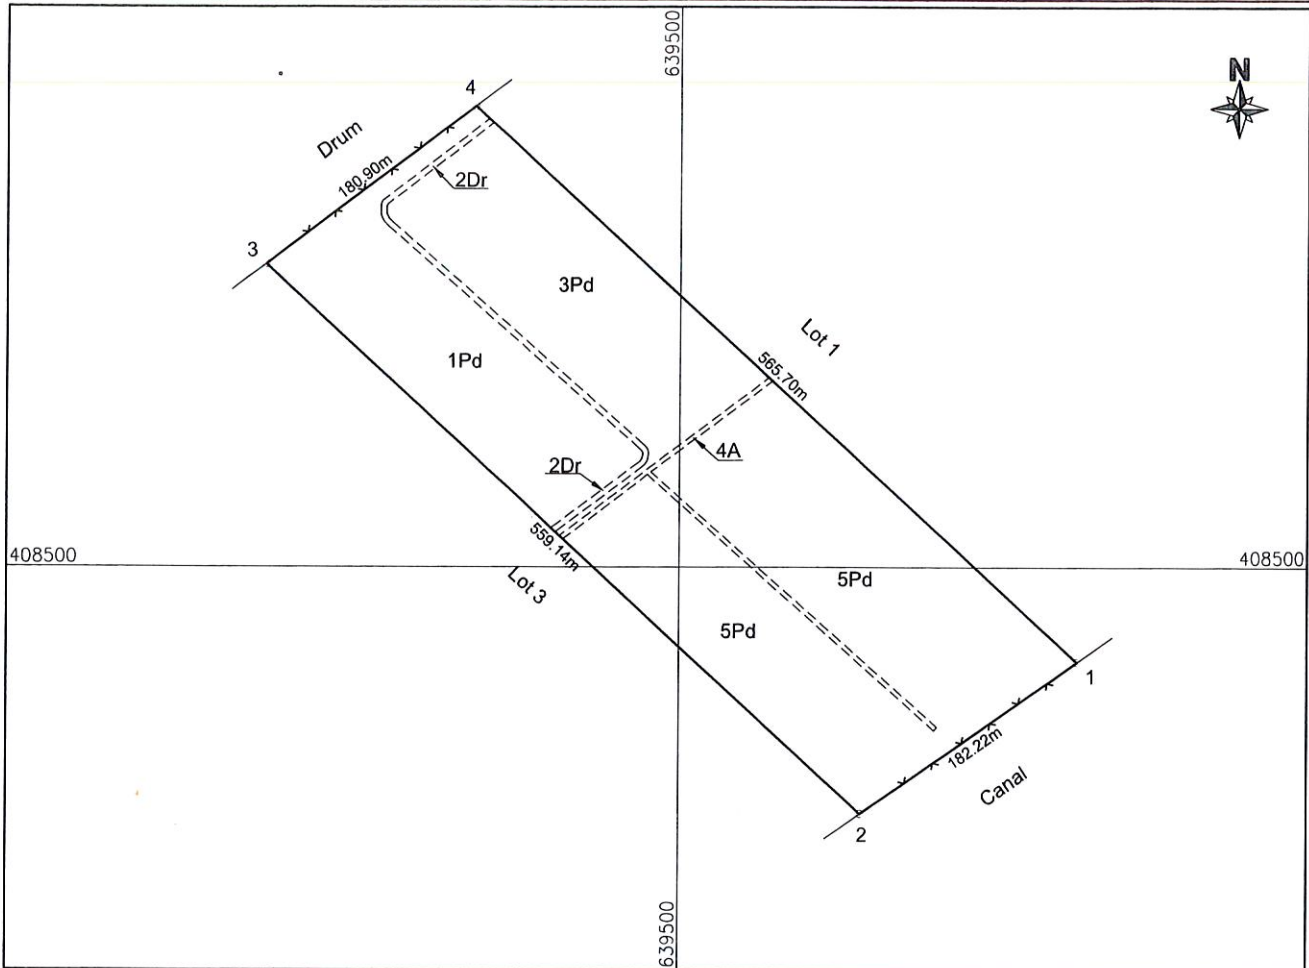 639500
N
4
Drum
180.90m
2Dr
3
3Pd
1Pd
Lot 1
565.70m
4A
2Dr
559.14m
Lot 3
408500
408500
5Pd
5Pd
1
182.22m
Canal
2
639500